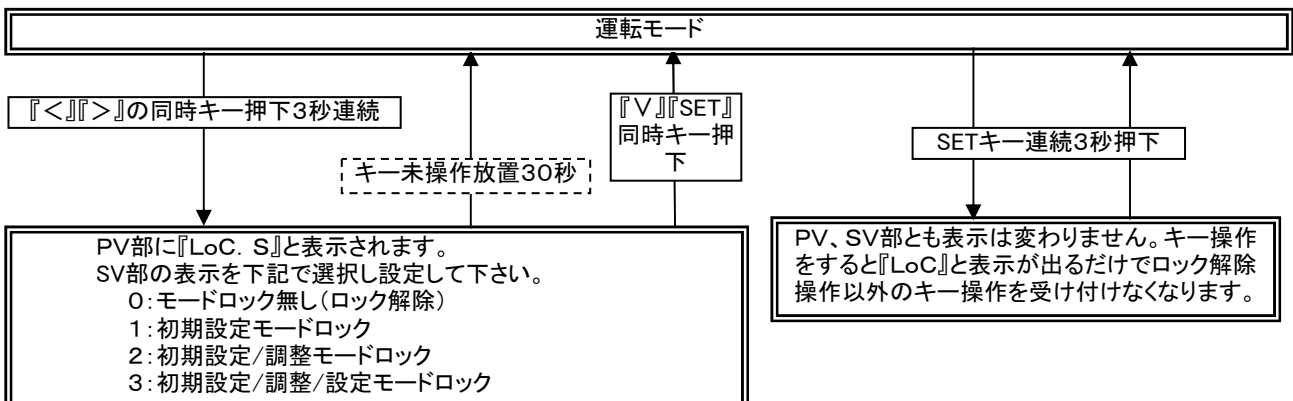 運転モード
『＜』『＞』の同時キー押下3秒連続
キー未操作放置30秒
『∨』『SET』
同時キー押
下
SETキー連続3秒押下
PV部に『LoC．S』と表示されます。
SV部の表示を下記で選択し設定して下さい。
0：モードロック無し（ロック解除）
1：初期設定モードロック
2：初期設定/調整モードロック
3：初期設定/調整/設定モードロック
PV、SV部とも表示は変わりません。キー操作
をすると『LoC』と表示が出るだけでロック解除
操作以外のキー操作を受け付けなくなります。